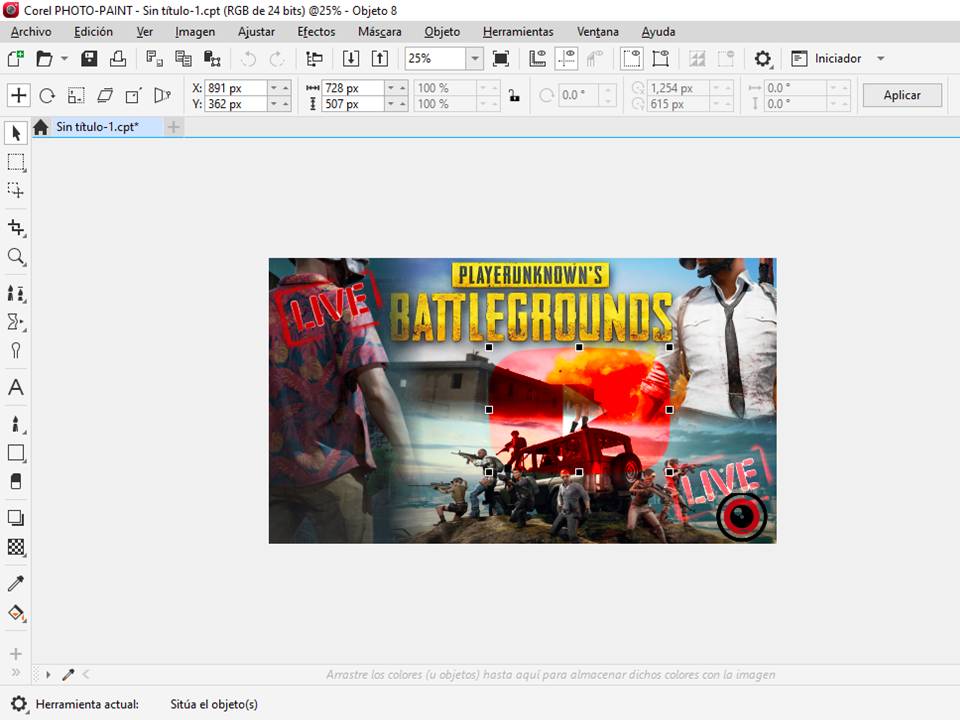 Corel PHOTO-PAINT - Sin título-1.cpt (RGB de 24 bits) @25% - Objeto 8
Archivo Edición Ver Imagen Ajustar Efectos Máscara Objeto Herramientas Ventana Ayuda
25% Iniciador
X: 891 px 728 px 100 % 0.0 ° 1,254 px 0.0 ° Aplicar
Y: 362 px 507 px 100 % 615 px 0.0 °
Sin título-1.cpt*
PLAYERUNKNOWN'S
LIVE
BATTLEGROUNDS
LIVE
Arrastre los colores (u objetos) hasta aquí para almacenar dichos colores con la imagen
Herramienta actual: Sitúa el objeto(s)